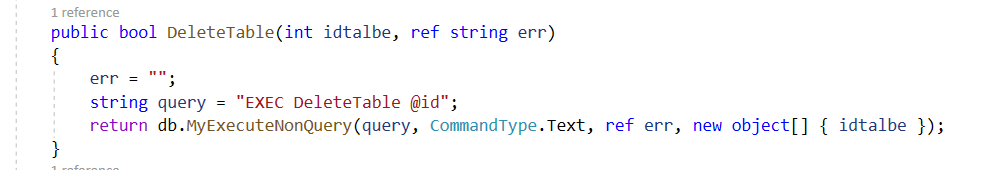 1 reference
public bool DeleteTable(int idtalbe, ref string err)
{
err = "";
string query = "EXEC DeleteTable @id";
return db.MyExecuteNonQuery(query, CommandType.Text, ref err, new object[] { idtalbe });
}
1 reference